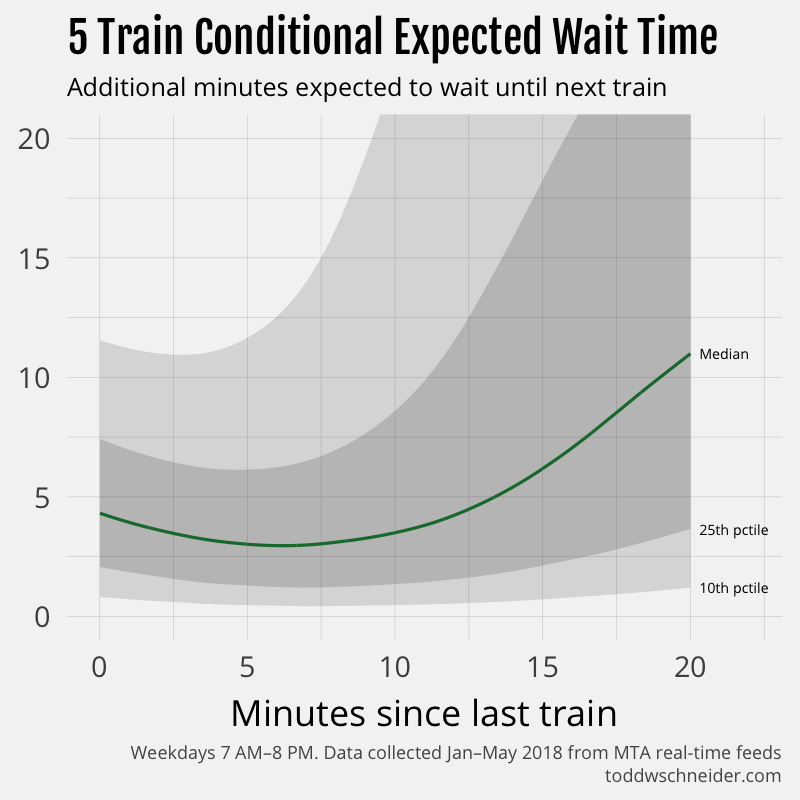 5 Train Conditional Expected Wait Time
Additional minutes expected to wait until next train
20
15
10
5
0
Median
25th pctile
10th pctile
0 5 10 15 20
Minutes since last train
Weekdays 7 AM–8 PM. Data collected Jan–May 2018 from MTA real-time feeds
toddwschneider.com